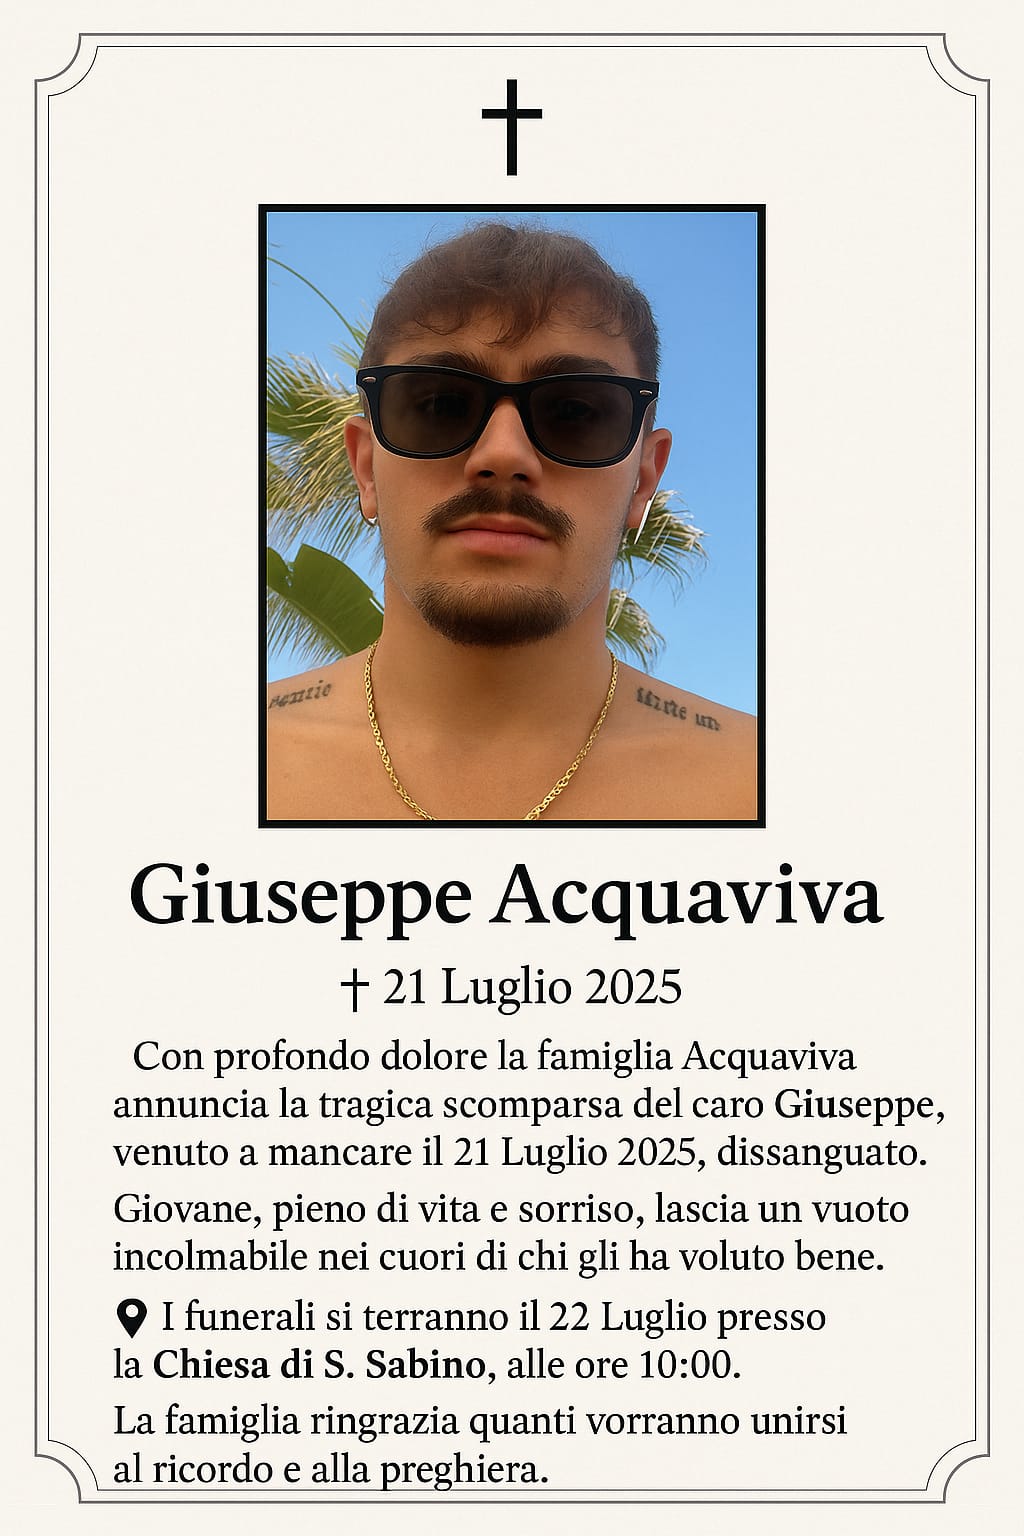 Giuseppe Acquaviva
† 21 Luglio 2025
Con profondo dolore la famiglia Acquaviva
annuncia la tragica scomparsa del caro Giuseppe,
venuto a mancare il 21 Luglio 2025, dissanguato.
Giovane, pieno di vita e sorriso, lascia un vuoto
incolmabile nei cuori di chi gli ha voluto bene.
I funerali si terranno il 22 Luglio presso
la Chiesa di S. Sabino, alle ore 10:00.
La famiglia ringrazia quanti vorranno unirsi
al ricordo e alla preghiera.